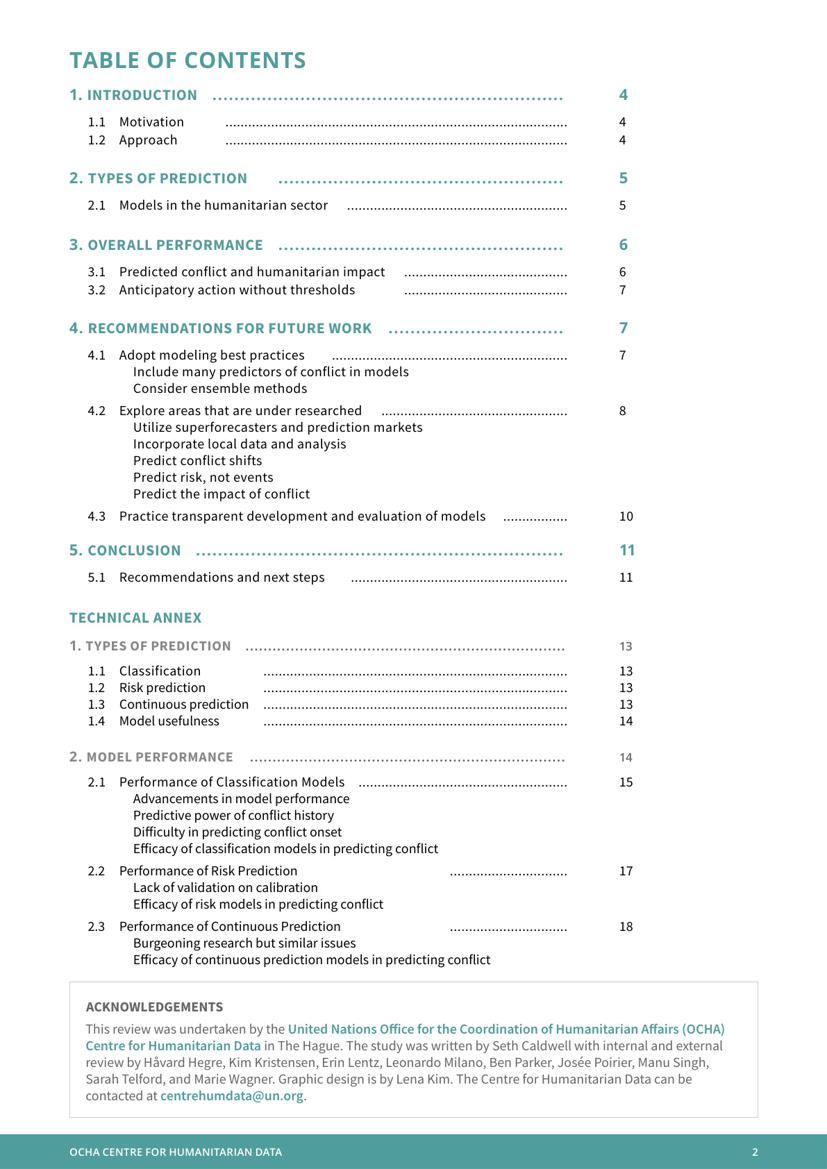 TABLE OF CONTENTS
1. INTRODUCTION ................................................................ 4
1.1 Motivation ................................................................ 4
1.2 Approach ................................................................ 4
2. TYPES OF PREDICTION ................................................................ 5
2.1 Models in the humanitarian sector ................................................................ 5
3. OVERALL PERFORMANCE ................................................................ 6
3.1 Predicted conflict and humanitarian impact ........................................... 6
3.2 Anticipatory action without thresholds ........................................... 7
4. RECOMMENDATIONS FOR FUTURE WORK ................................ 7
4.1 Adopt modeling best practices ................................................................ 7
Include many predictors of conflict in models
Consider ensemble methods
4.2 Explore areas that are under researched ................................................. 8
Utilize superforecasters and prediction markets
Incorporate local data and analysis
Predict conflict shifts
Predict risk, not events
Predict the impact of conflict
4.3 Practice transparent development and evaluation of models ................. 10
5. CONCLUSION ................................................................ 11
5.1 Recommendations and next steps ......................................................... 11
TECHNICAL ANNEX
1. TYPES OF PREDICTION ................................................................ 13
1.1 Classification ................................................................ 13
1.2 Risk prediction ................................................................ 13
1.3 Continuous prediction ................................................................ 13
1.4 Model usefulness ................................................................ 14
2. MODEL PERFORMANCE ................................................................ 14
2.1 Performance of Classification Models ....................................................... 15
Advancements in model performance
Predictive power of conflict history
Difficulty in predicting conflict onset
Efficacy of classification models in predicting conflict
2.2 Performance of Risk Prediction ............................... 17
Lack of validation on calibration
Efficacy of risk models in predicting conflict
2.3 Performance of Continuous Prediction ............................... 18
Burgeoning research but similar issues
Efficacy of continuous prediction models in predicting conflict
ACKNOWLEDGEMENTS
This review was undertaken by the United Nations Office for the Coordination of Humanitarian Affairs (OCHA)
Centre for Humanitarian Data in The Hague. The study was written by Seth Caldwell with internal and external
review by Håvard Hegre, Kim Kristensen, Erin Lentz, Leonardo Milano, Ben Parker, Josée Poirier, Manu Singh,
Sarah Telford, and Marie Wagner. Graphic design is by Lena Kim. The Centre for Humanitarian Data can be
contacted at centrehumdata@un.org.
OCHA CENTRE FOR HUMANITARIAN DATA 2